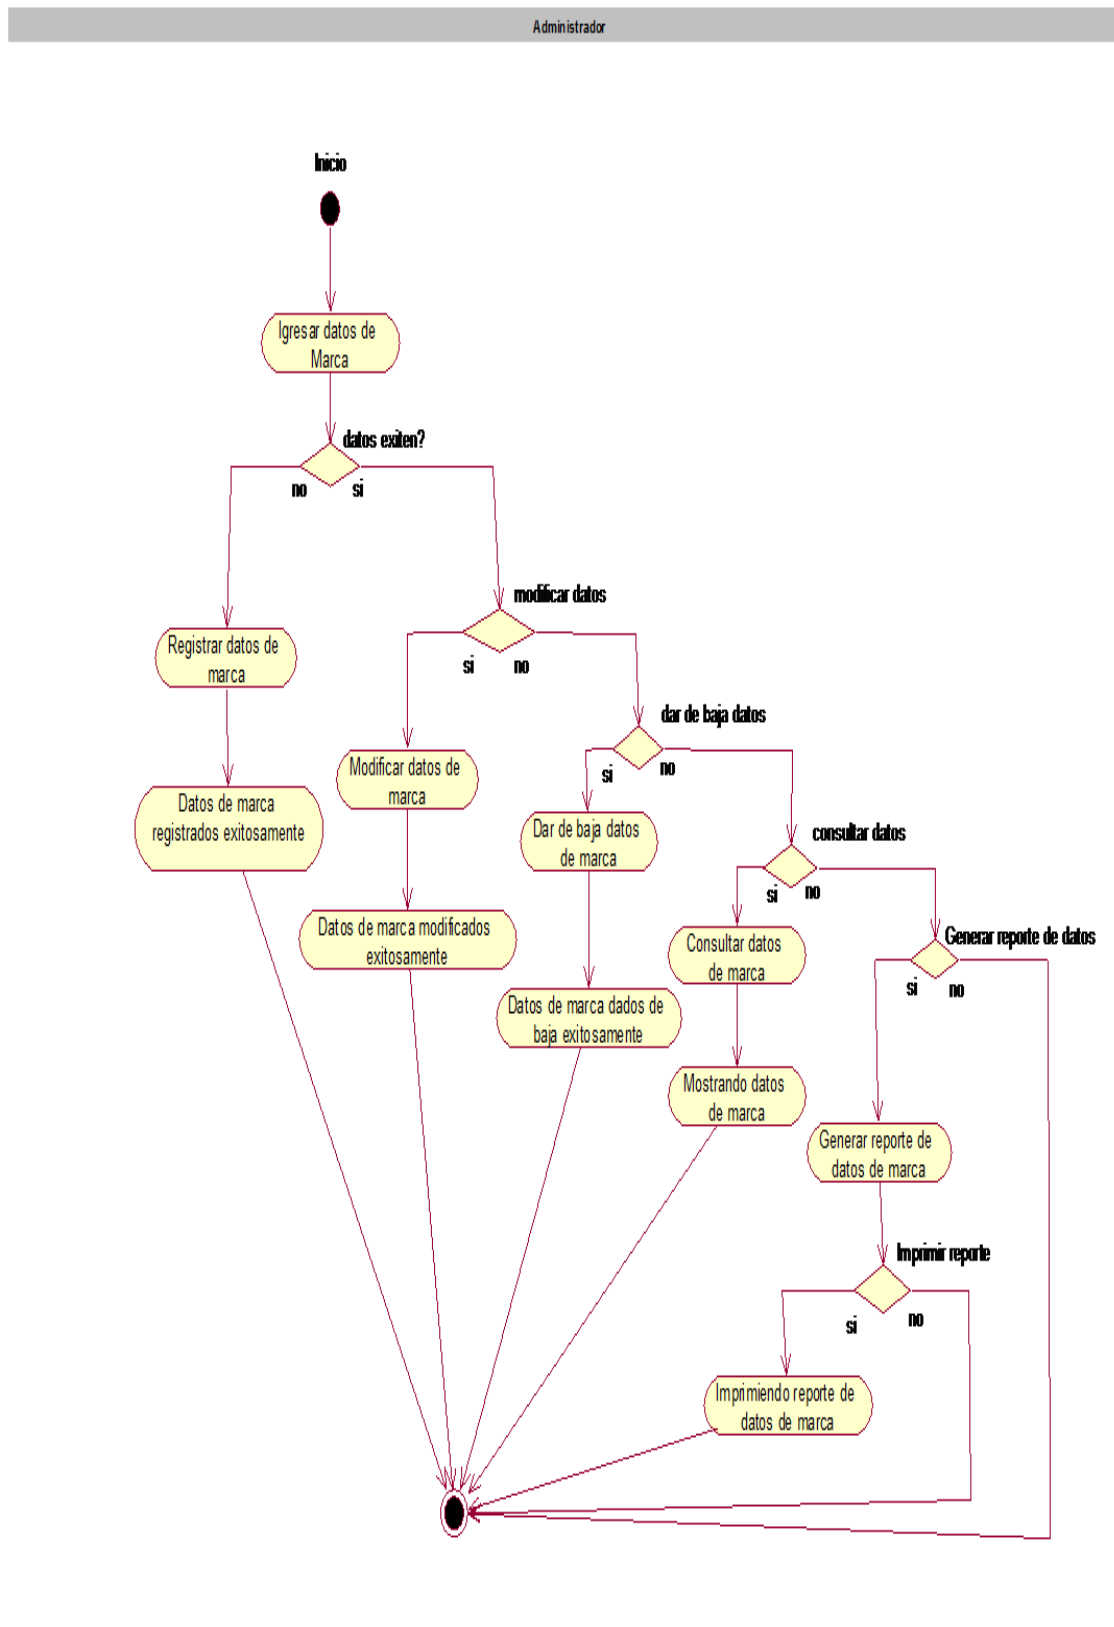 Administrador
Inicio
Igresar datos de
Marca
datos exiten?
no
si
modificar datos
si
no
Registrar datos de
marca
dar de baja datos
si
no
Modificar datos de
marca
Datos de marca
registrados exitosamente
Dar de baja datos
de marca
consultar datos
si
no
Datos de marca modificados
exitosamente
Consultar datos
de marca
Generar reporte de datos
si
no
Datos de marca dados de
baja exitosamente
Mostrando datos
de marca
Generar reporte de
datos de marca
Imprimir reporte
si
no
Imprimiendo reporte de
datos de marca